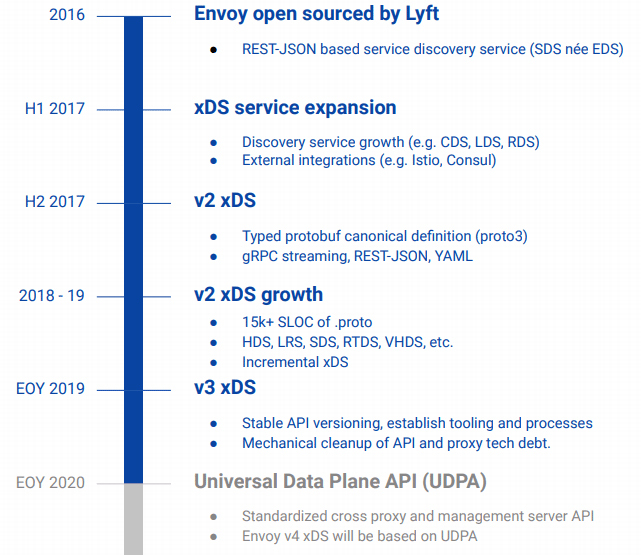 2016
Envoy open sourced by Lyft
● REST-JSON based service discovery service (SDS née EDS)
H1 2017
xDS service expansion
● Discovery service growth (e.g. CDS, LDS, RDS)
● External integrations (e.g. Istio, Consul)
H2 2017
v2 xDS
● Typed protobuf canonical definition (proto3)
● gRPC streaming, REST-JSON, YAML
2018 - 19
v2 xDS growth
● 15k+ SLOC of .proto
● HDS, LRS, SDS, RTDS, VHDS, etc.
● Incremental xDS
EOY 2019
v3 xDS
● Stable API versioning, establish tooling and processes
● Mechanical cleanup of API and proxy tech debt.
EOY 2020
Universal Data Plane API (UDPA)
● Standardized cross proxy and management server API
● Envoy v4 xDS will be based on UDPA